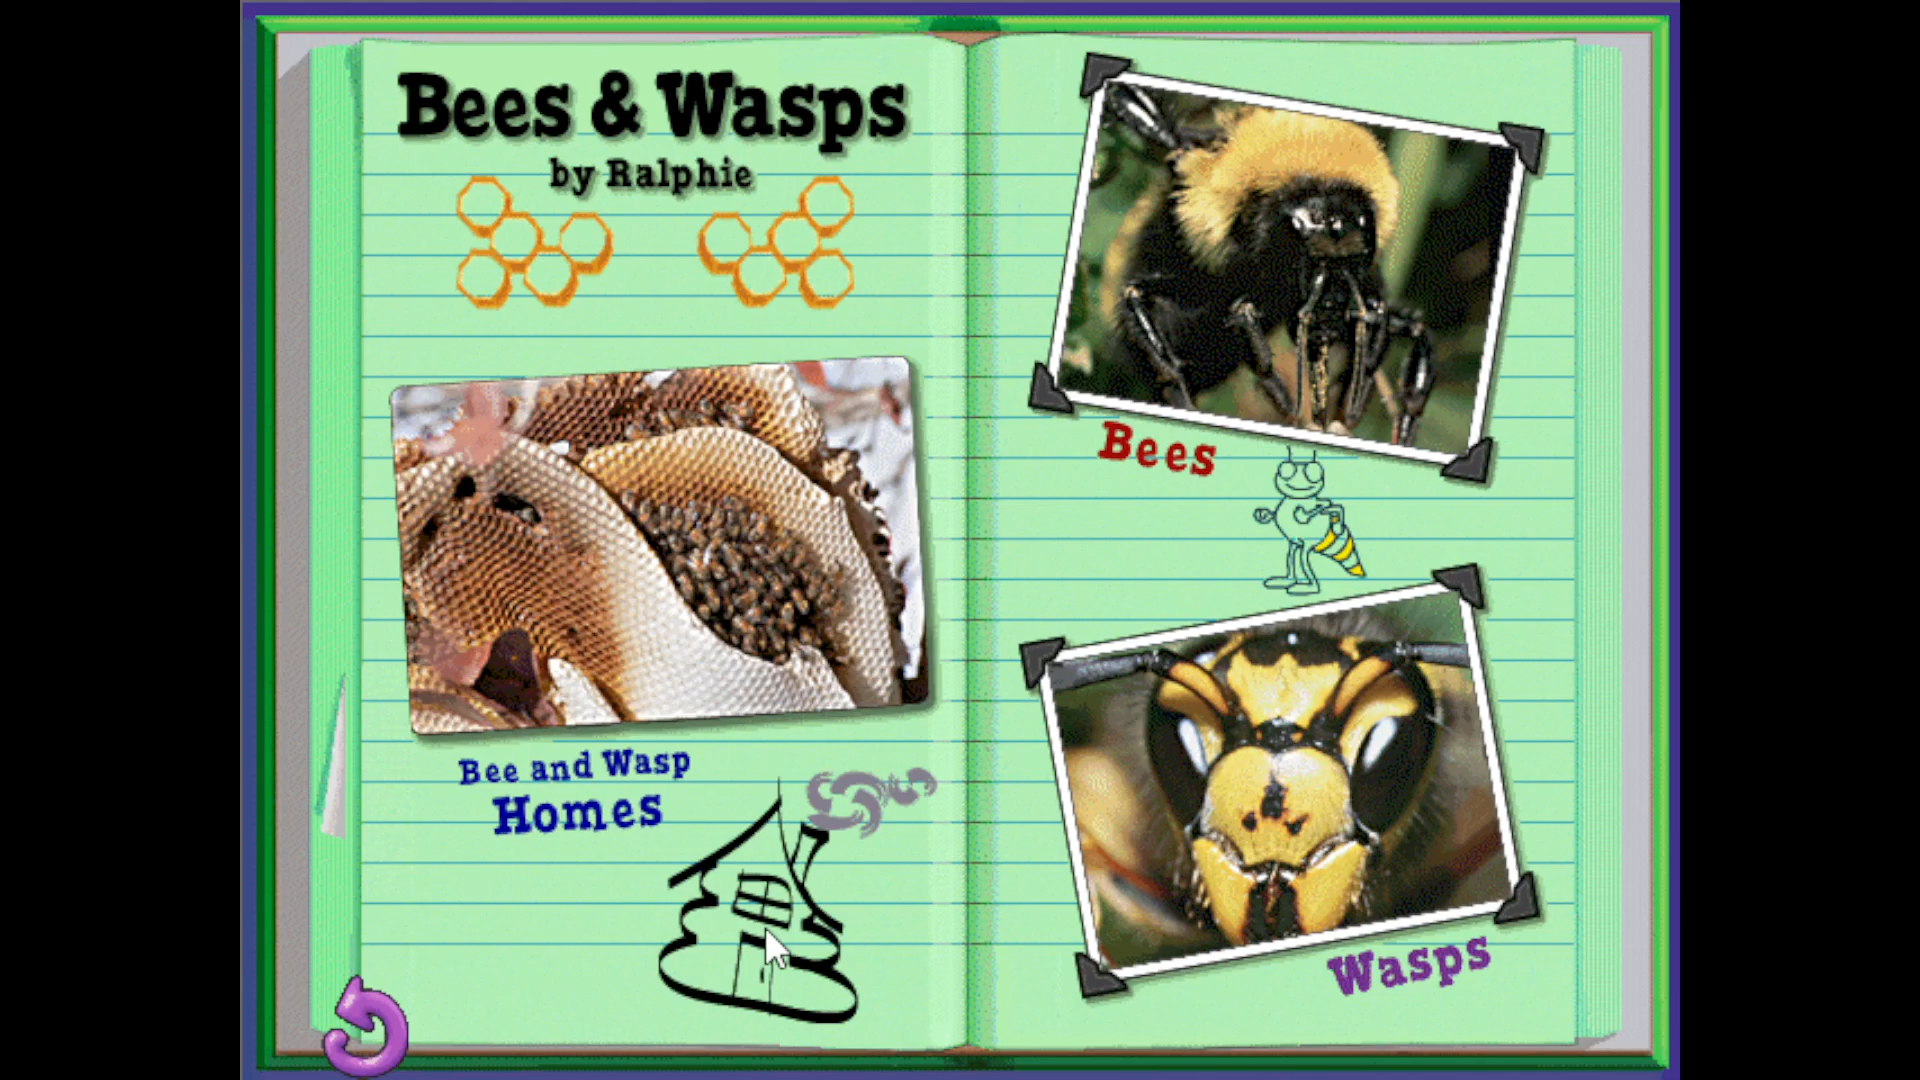 Bees & Wasps
by Ralphie
Bee and Wasp
Homes
Bees
Wasps